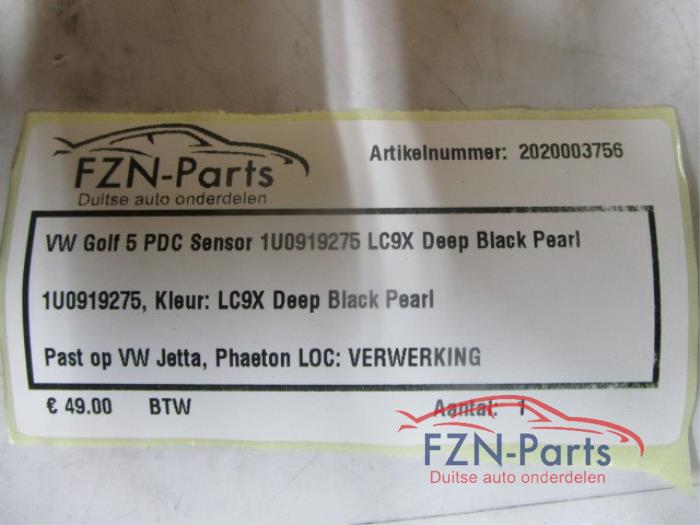 FZN-Parts
Duitse auto onderdelen
Artikelnummer: 2020003756
VW Golf 5 PDC Sensor 1U0919275 LC9X Deep Black Pearl
1U0919275, Kleur: LC9X Deep Black Pearl
Past op VW Jetta, Phaeton LOC: VERWERKING
€ 49.00 BTW Aantal: 1
FZN-Parts
Duitse auto onderdelen